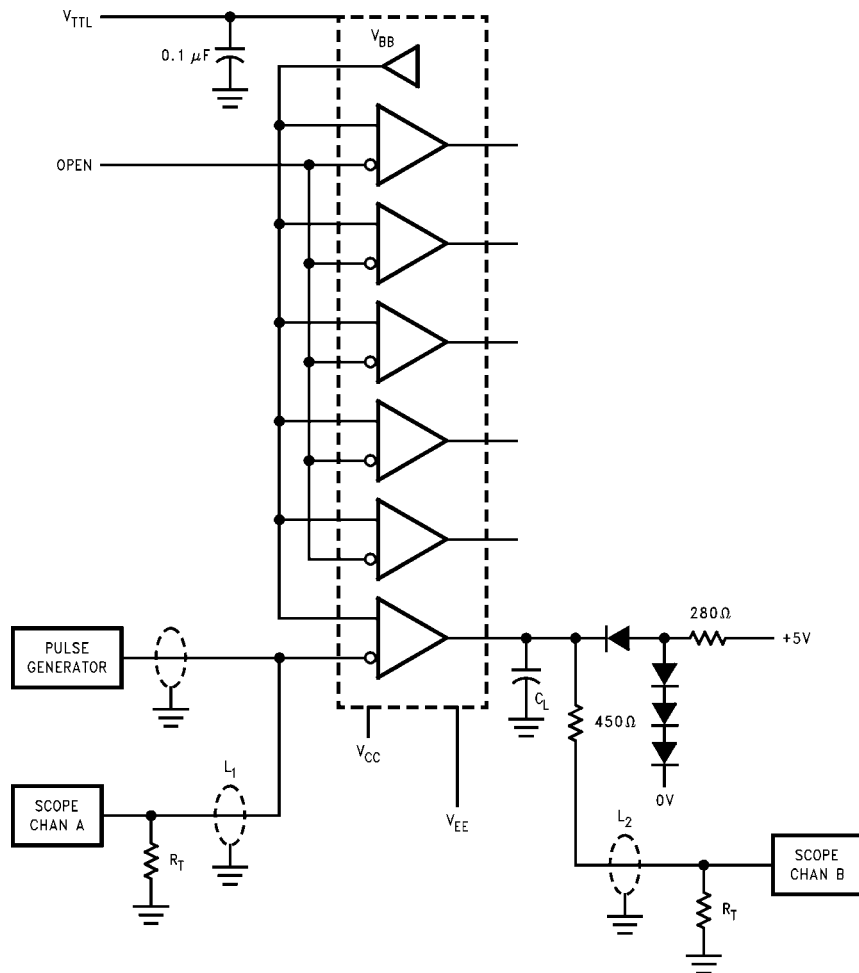 V_TTL
0.1 μF
V_BB
OPEN
PULSE
GENERATOR
280Ω
+5V
C_L
450Ω
0V
V_CC
V_EE
L_1
SCOPE
CHAN A
R_T
L_2
SCOPE
CHAN B
R_T